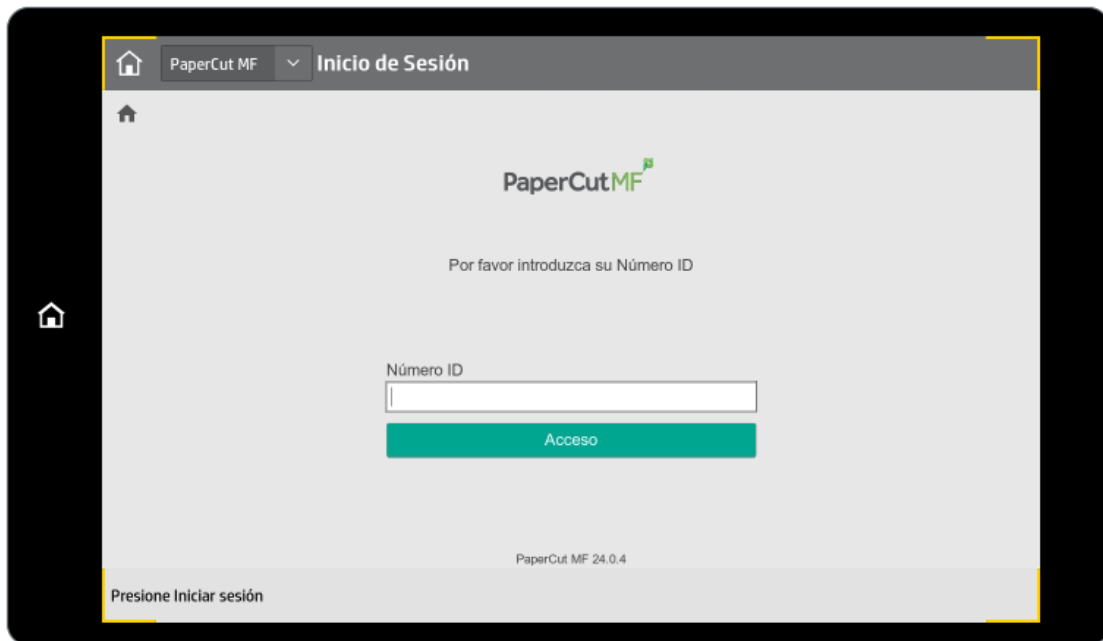 PaperCut MF Inicio de Sesión
PaperCutMF
Por favor introduzca su Número ID
Número ID
Acceso
PaperCut MF 24.0.4
Presione Iniciar sesión